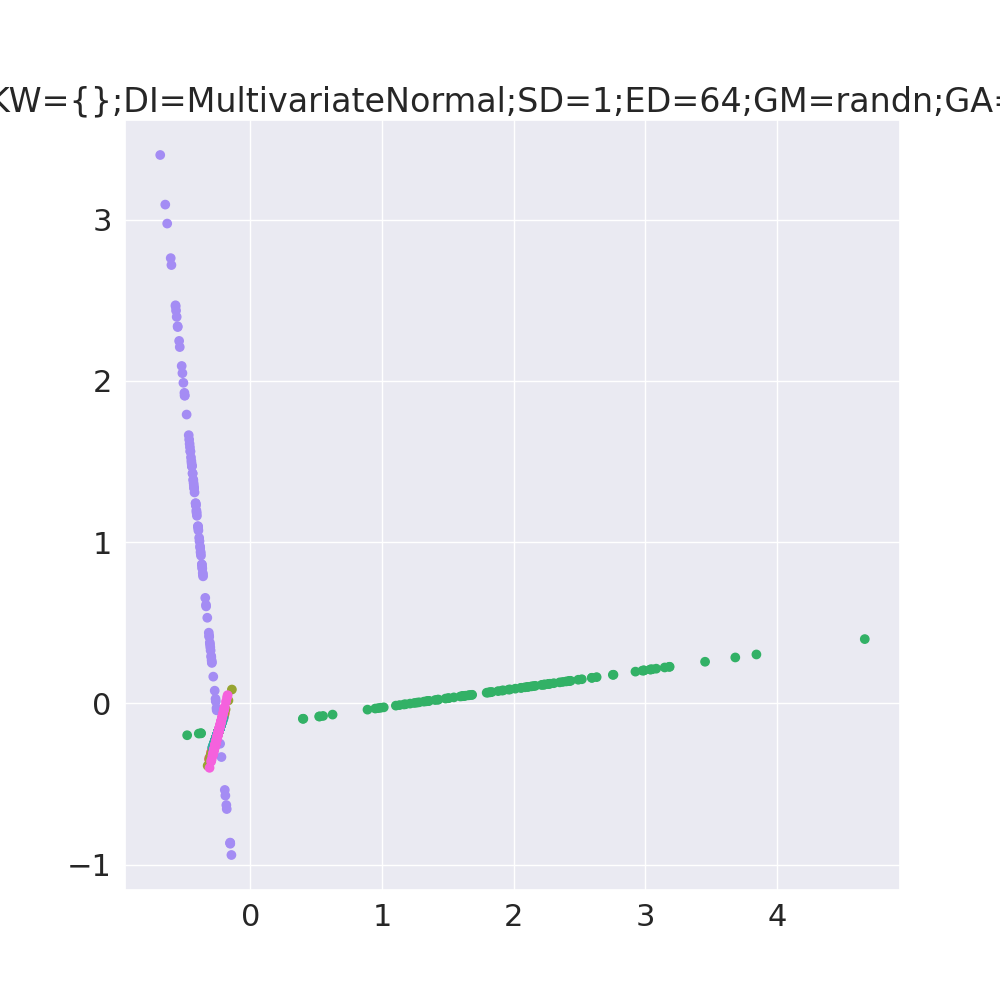 KW={};DI=MultivariateNormal;SD=1;ED=64;GM=randn;GA=
3
2
1
0
−1
0 1 2 3 4